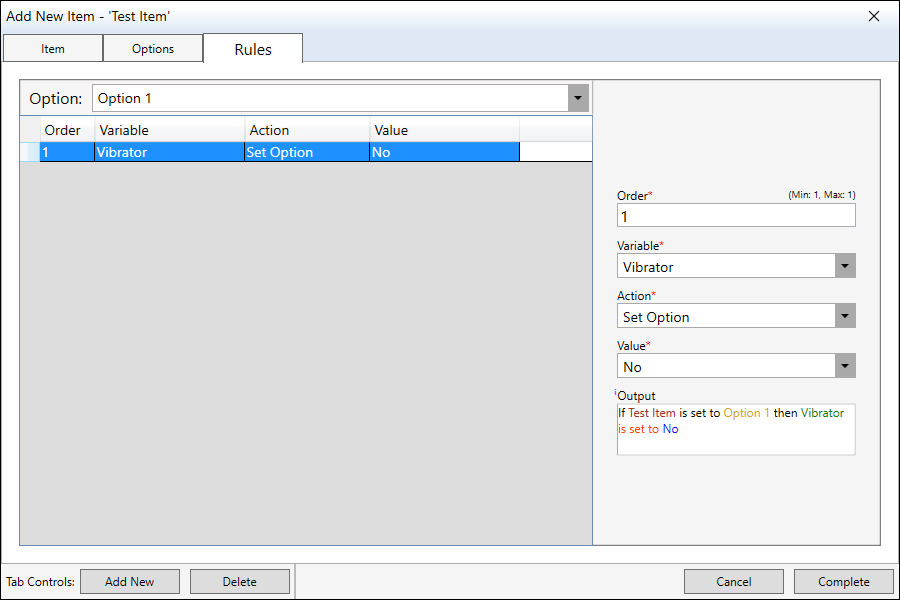 Add New Item - 'Test Item'
Item Options Rules
Option: Option 1
Order Variable Action Value
1 Vibrator Set Option No
Order* (Min: 1, Max: 1)
1
Variable*
Vibrator
Action*
Set Option
Value*
No
iOutput
If Test Item is set to Option 1 then Vibrator
is set to No
Tab Controls: Add New Delete Cancel Complete